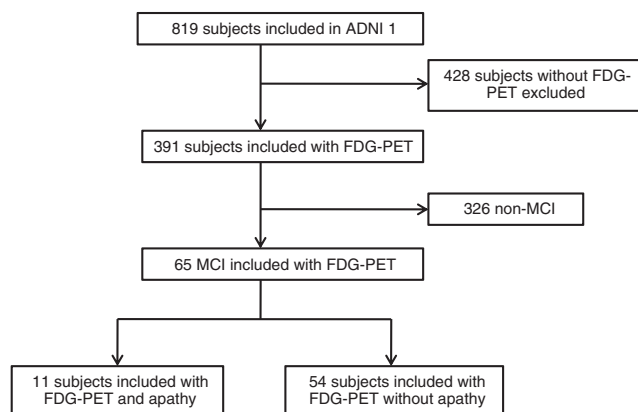 819 subjects included in ADNI 1
428 subjects without FDG-
PET excluded
391 subjects included with FDG-PET
326 non-MCI
65 MCI included with FDG-PET
11 subjects included with
FDG-PET and apathy
54 subjects included with
FDG-PET without apathy